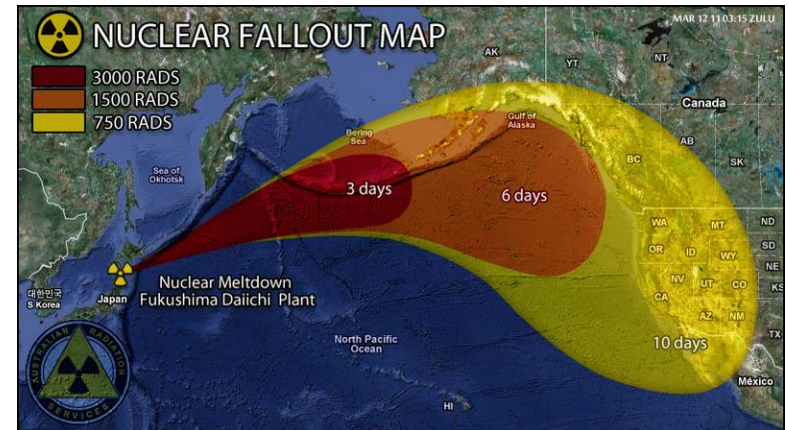 MAR 12 11 03:15 ZULU
NUCLEAR FALLOUT MAP
3000 RADS
1500 RADS
750 RADS
AK
YT
NT
Canada
Bering
Sea
Gulf of
Alaska
Sea of
Okhotsk
BC
AB
SK
3 days
6 days
WA
MT
ND
OR
ID
WY
SD
NE
NV
UT
CO
KS
CA
AZ
NM
TX
대한민국
S Korea
Japan
Nuclear Meltdown
Fukushima Daiichi Plant
North Pacific
Ocean
10 days
México
HI
AUSTRALIAN RADIATION
SERVICES